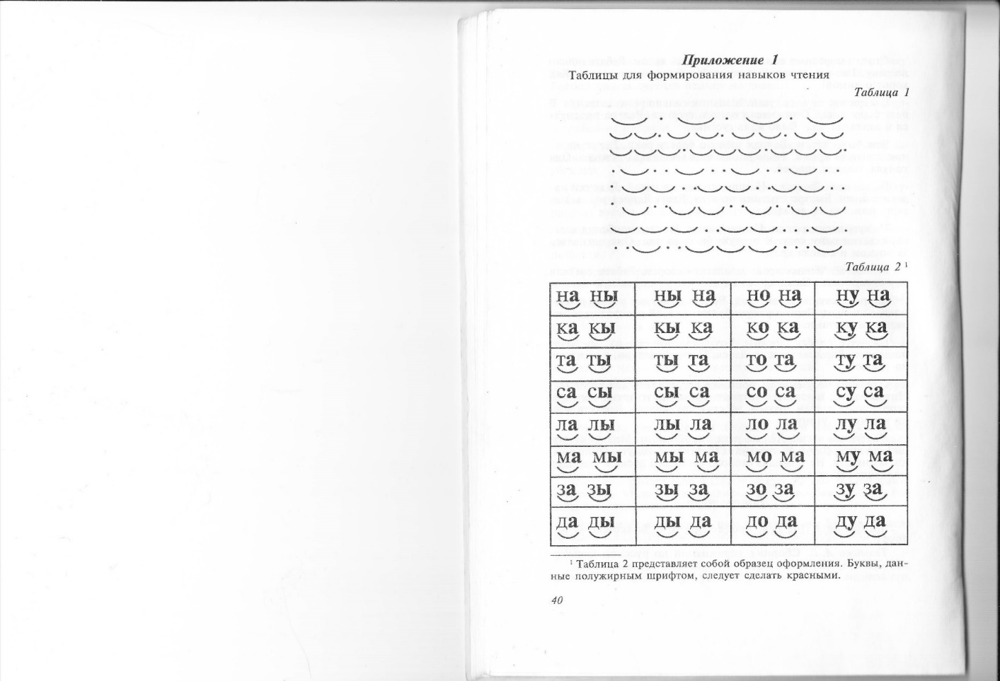 Приложение 1
Таблицы для формирования навыков чтения
Таблица 1
Таблица 2 ¹
на ны ны на но на ну на
ка кы кы ка ко ка ку ка
та ты ты та то та ту та
са сы сы са со са су са
ла лы лы ла ло ла лу ла
ма мы мы ма мо ма му ма
за зы зы за зо за зу за
да ды ды да до да ду да
¹ Таблица 2 представляет собой образец оформления. Буквы, дан-
ные полужирным шрифтом, следует сделать красными.
40